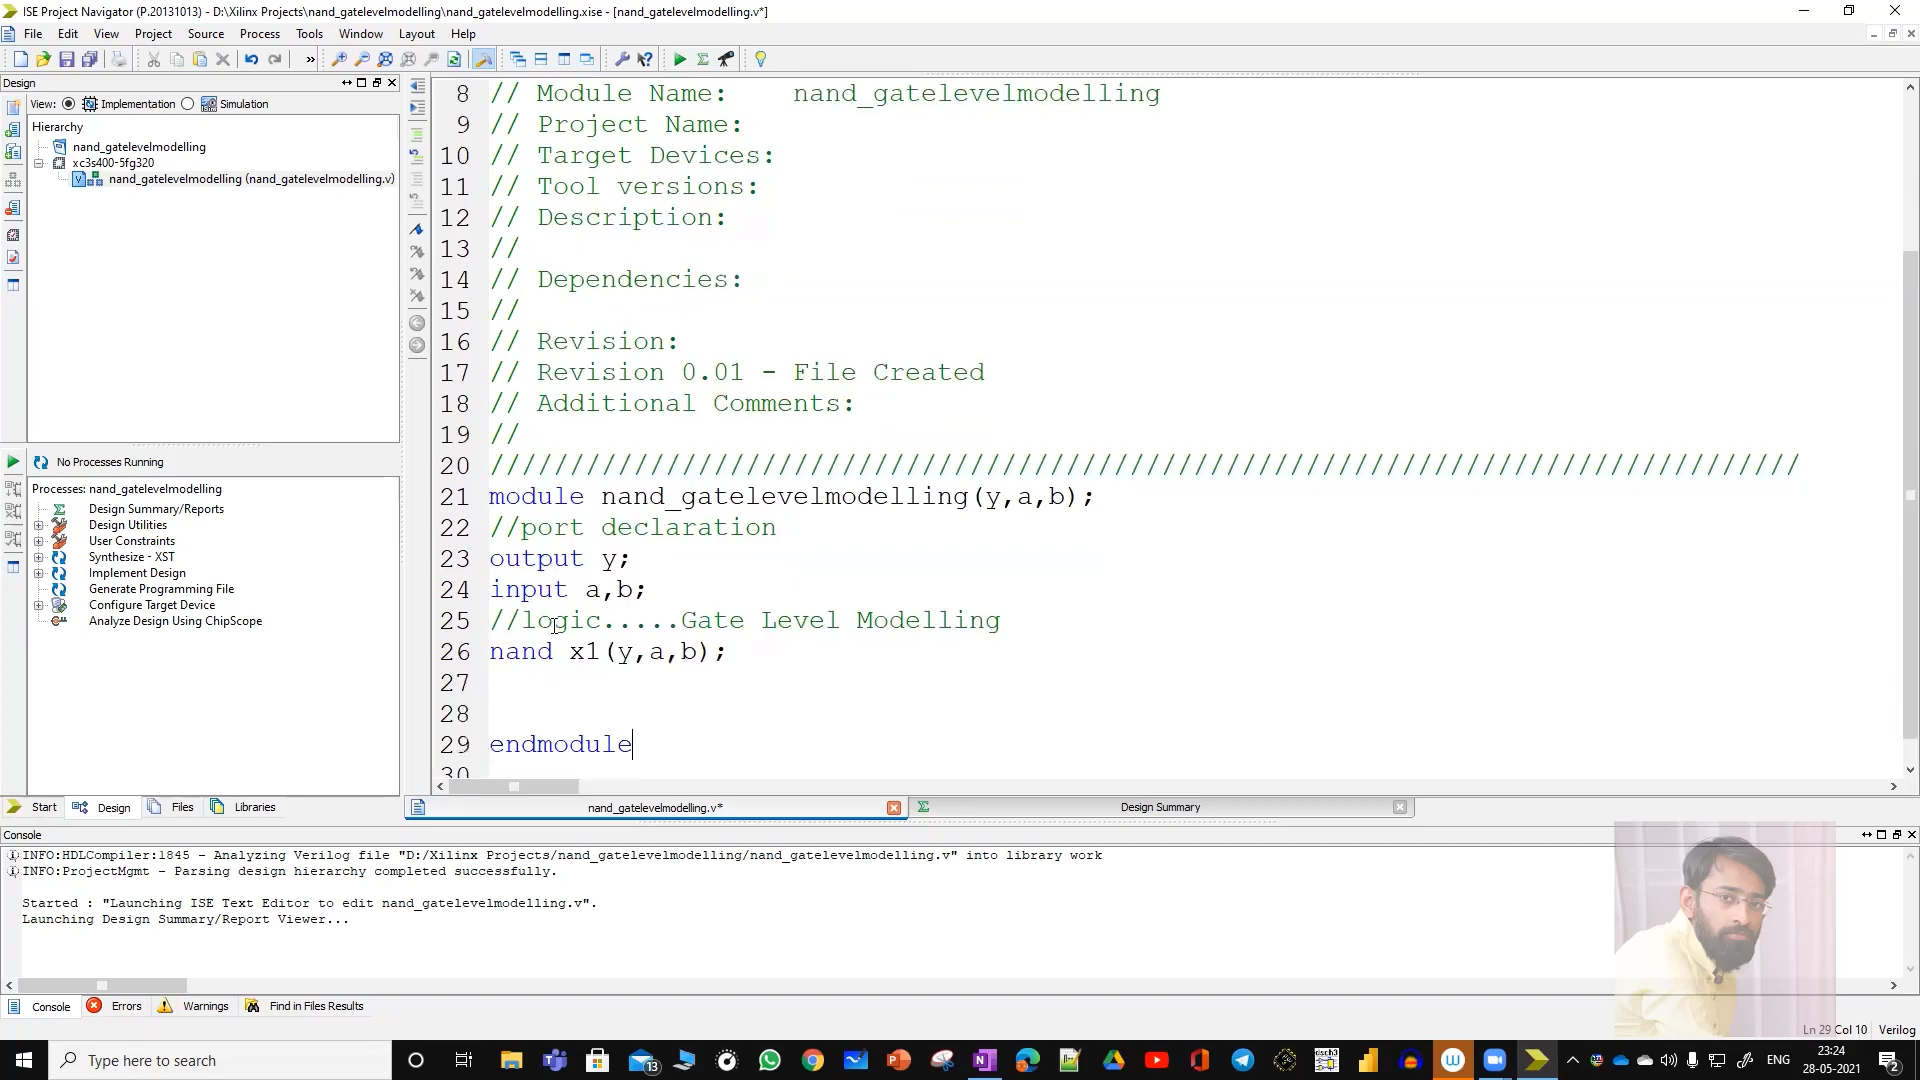 ISE Project Navigator (P.20131013) - D:\Xilinx Projects\nand_gatelevelmodelling\nand_gatelevelmodelling.xise - [nand_gatelevelmodelling.v*]
File Edit View Project Source Process Tools Window Layout Help
Design
View: Implementation Simulation
Hierarchy
nand_gatelevelmodelling
xc3s400-5fg320
nand_gatelevelmodelling (nand_gatelevelmodelling.v)
No Processes Running
Processes: nand_gatelevelmodelling
Design Summary/Reports
Design Utilities
User Constraints
Synthesize - XST
Implement Design
Generate Programming File
Configure Target Device
Analyze Design Using ChipScope
Start Design Files Libraries
8 // Module Name: nand_gatelevelmodelling
9 // Project Name:
10 // Target Devices:
11 // Tool versions:
12 // Description:
13 //
14 // Dependencies:
15 //
16 // Revision:
17 // Revision 0.01 - File Created
18 // Additional Comments:
19 //
20 //////////////////////////////////////////////////////////////////////////////////
21 module nand_gatelevelmodelling(y,a,b);
22 //port declaration
23 output y;
24 input a,b;
25 //logic.....Gate Level Modelling
26 nand x1(y,a,b);
27
28
29 endmodule
30
nand_gatelevelmodelling.v* Design Summary
Console
INFO:HDLCompiler:1845 - Analyzing Verilog file "D:/Xilinx Projects/nand_gatelevelmodelling/nand_gatelevelmodelling.v" into library work
INFO:ProjectMgmt - Parsing design hierarchy completed successfully.
Started : "Launching ISE Text Editor to edit nand_gatelevelmodelling.v".
Launching Design Summary/Report Viewer...
Console Errors Warnings Find in Files Results
Ln 29 Col 10 Verilog
Type here to search
13
dsch3
ENG
23:24
28-05-2021
2